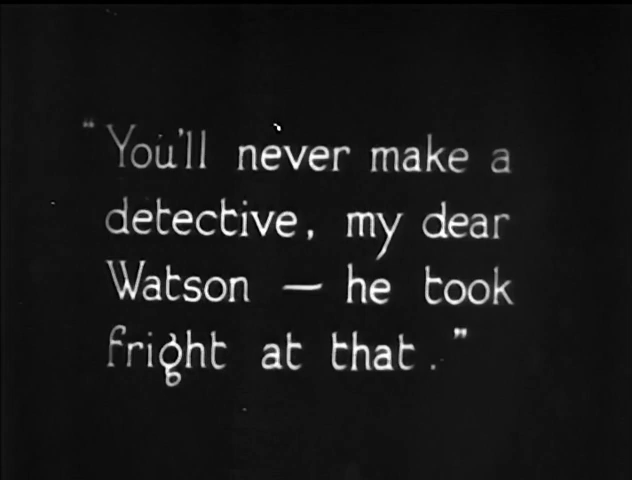 "You'll never make a
detective, my dear
Watson — he took
fright at that."